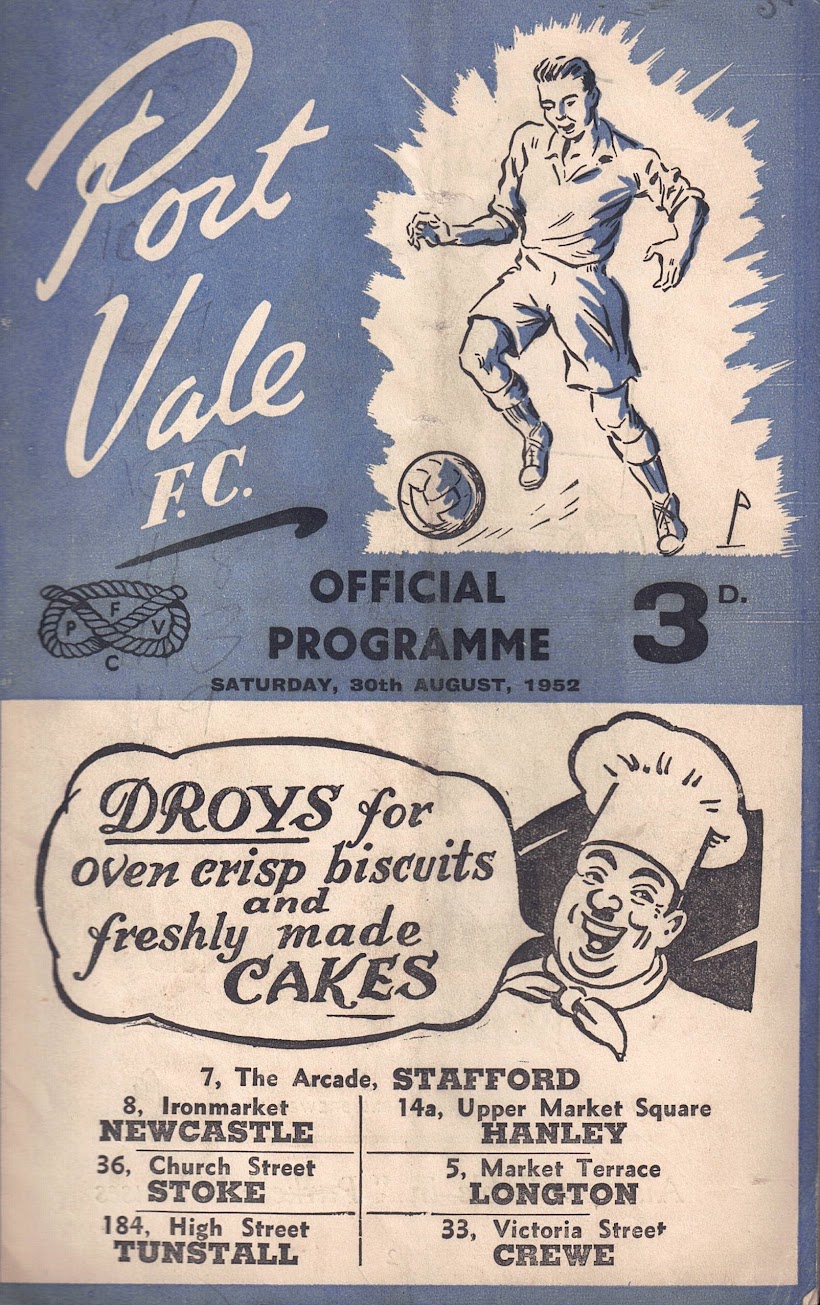 Port
Vale
F.C.
P F V
C
OFFICIAL
PROGRAMME
3D.
SATURDAY, 30th AUGUST, 1952
DROYS for
oven crisp biscuits
and
freshly made
CAKES
7, The Arcade, STAFFORD
8, Ironmarket
NEWCASTLE
14a, Upper Market Square
HANLEY
36, Church Street
STOKE
5, Market Terrace
LONGTON
184, High Street
TUNSTALL
33, Victoria Street
CREWE